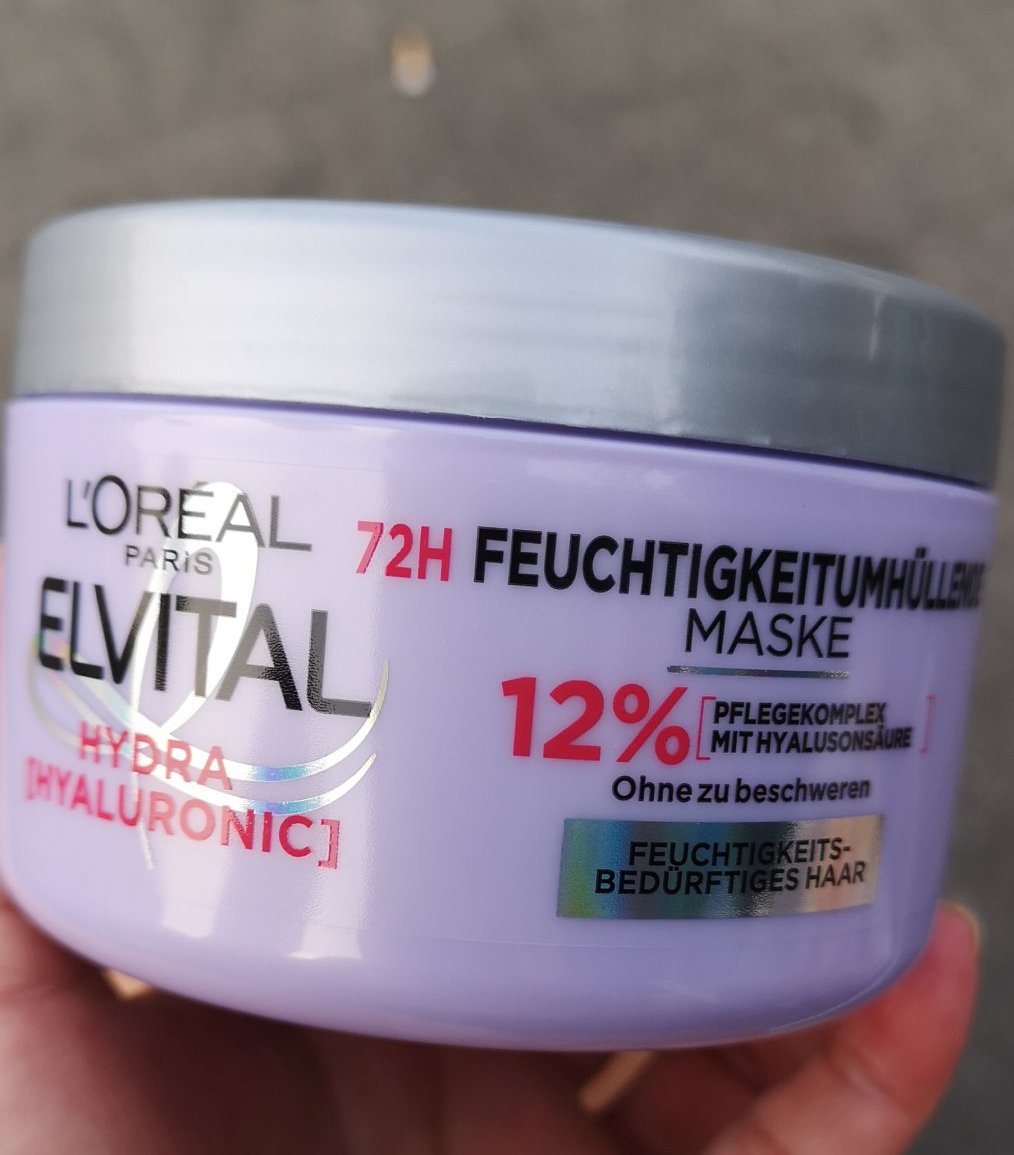 L'ORÉAL
PARIS
ELVITAL
HYDRA
[HYALURONIC]
72H FEUCHTIGKEITUMHÜLLENDE
MASKE
12% [PFLEGEKOMPLEX
MIT HYALUSONSÄURE]
Ohne zu beschweren
FEUCHTIGKEITS-
BEDÜRFTIGES HAAR